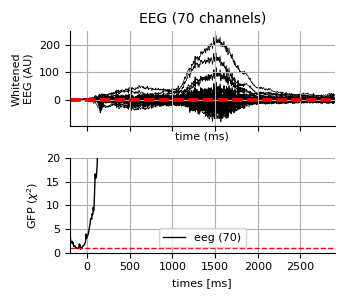 EEG (70 channels)
Whitened
EEG (AU)
200
100
0
time (ms)
GFP (χ²)
20
15
10
5
0
eeg (70)
0
500
1000
1500
2000
2500
times [ms]